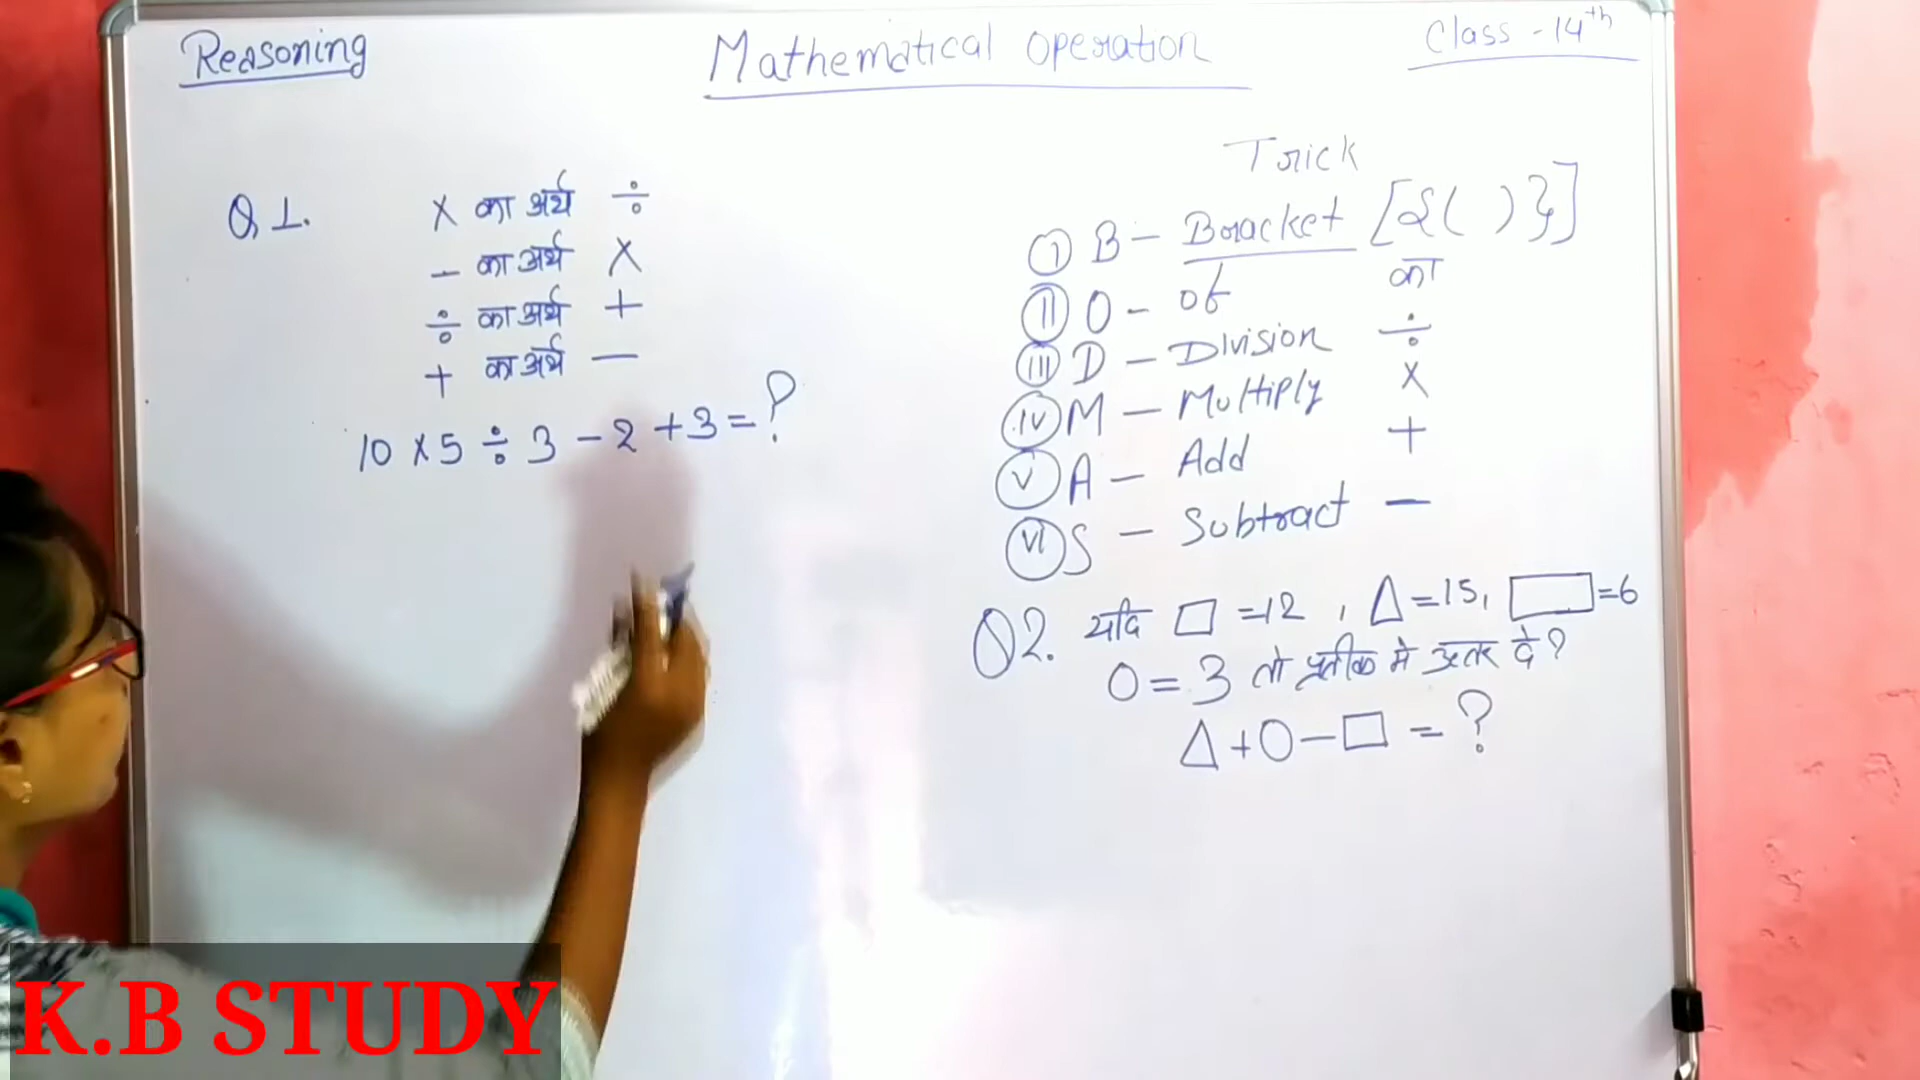 Reasoning
Mathematical Operation
Class - 14th
Q 1. × का अर्थ ÷
- का अर्थ ×
÷ का अर्थ +
+ का अर्थ -
10 × 5 ÷ 3 - 2 + 3 = ?
Trick
(I) B - Bracket [{( )}]
(II) O - of का
(III) D - Division ÷
(IV) M - Multiply ×
(V) A - Add +
(VI) S - Subtract -
Q2. यदि □ = 12 , Δ = 15, ▭ = 6
O = 3 तो प्रतीक मे उत्तर दे ?
Δ + O - □ = ?
K.B STUDY